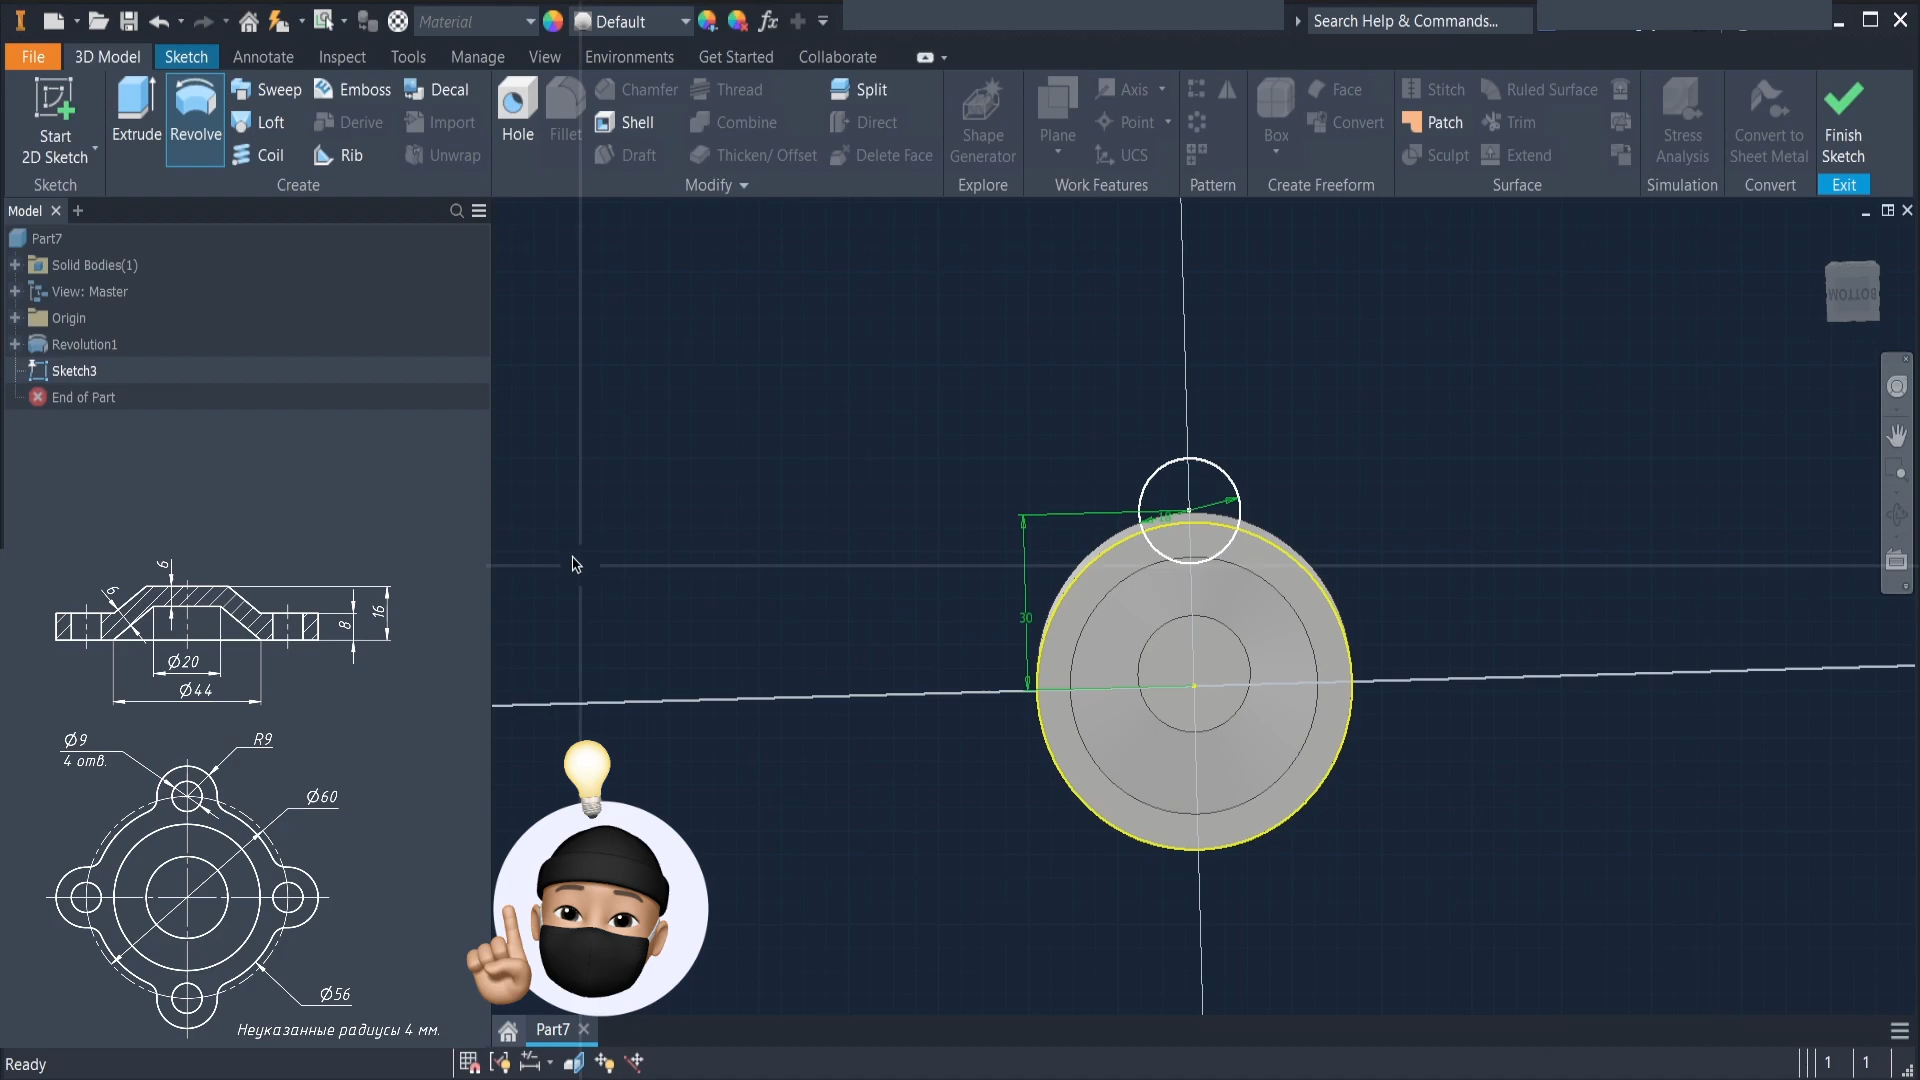 Material
Default
fx
Search Help & Commands...
File
3D Model
Sketch
Annotate
Inspect
Tools
Manage
View
Environments
Get Started
Collaborate
Start
2D Sketch
Extrude
Revolve
Sweep
Emboss
Decal
Loft
Derive
Import
Coil
Rib
Unwrap
Hole
Fillet
Chamfer
Thread
Split
Shell
Combine
Direct
Draft
Thicken/ Offset
Delete Face
Shape
Generator
Plane
Axis
Point
UCS
Box
Face
Convert
Stitch
Ruled Surface
Patch
Trim
Sculpt
Extend
Stress
Analysis
Convert to
Sheet Metal
Finish
Sketch
Sketch
Create
Modify
Explore
Work Features
Pattern
Create Freeform
Surface
Simulation
Convert
Exit
Model
Part7
Solid Bodies(1)
View: Master
Origin
Revolution1
Sketch3
End of Part
BOTTOM
30
6
6
16
8
Ø20
Ø44
Ø9
4 отв.
R9
Ø60
Ø56
Неуказанные радиусы 4 мм.
Part7
Ready
1
1